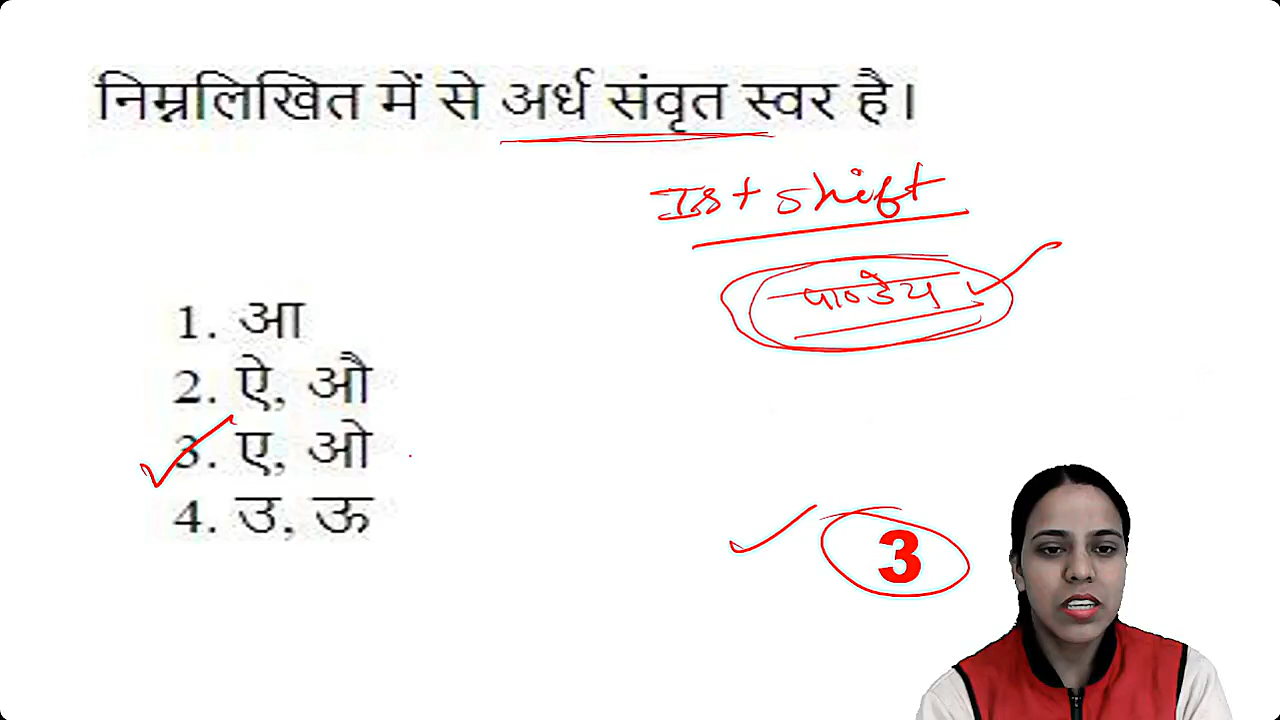 निम्नलिखित में से अर्ध संवृत स्वर है।
Ist shift
पाण्डेय
1. आ
2. ऐ, औ
3. ए, ओ
4. उ, ऊ
3